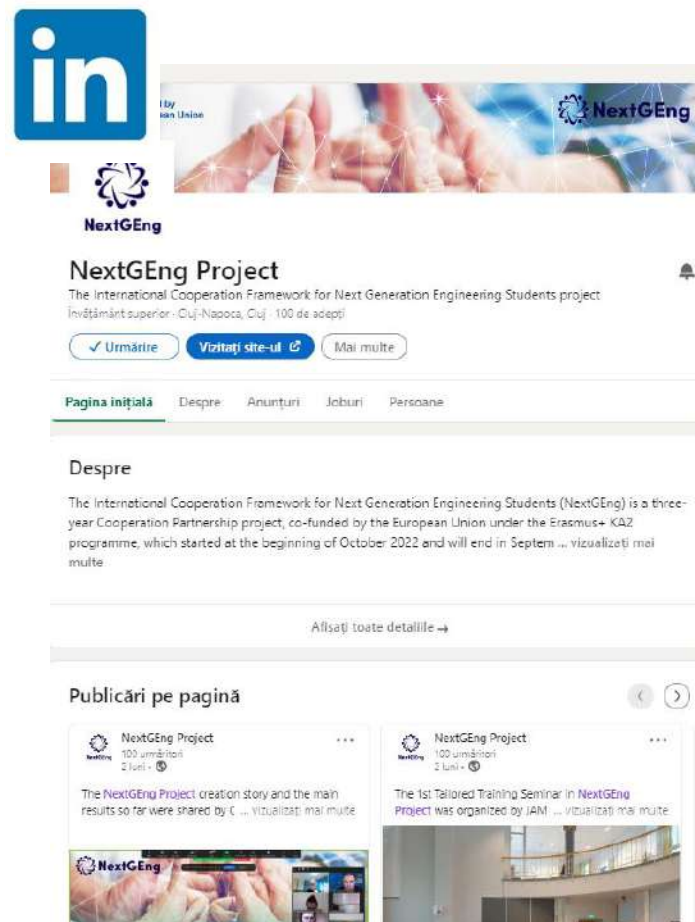 in
by
ean Union
NextGEng
NextGEng
NextGEng Project
The International Cooperation Framework for Next Generation Engineering Students project
Învățământ superior · Cluj-Napoca, Cluj · 100 de adepți
✓ Urmărire
Vizitați site-ul
Mai multe
Pagina inițială Despre Anunțuri Joburi Persoane
Despre
The International Cooperation Framework for Next Generation Engineering Students (NextGEng) is a three-
year Cooperation Partnership project, co-funded by the European Union under the Erasmus+ KA2
programme, which started at the beginning of October 2022 and will end in Septem ... vizualizați mai
multe
Afișați toate detaliile →
Publicări pe pagină
NextGEng Project
100 urmăritori
2 luni ·
The NextGEng Project creation story and the main
results so far were shared by C ... vizualizați mai multe
NextGEng
NextGEng Project
100 urmăritori
2 luni ·
The 1st Tailored Training Seminar in NextGEng
Project was organized by JAM ... vizualizați mai multe